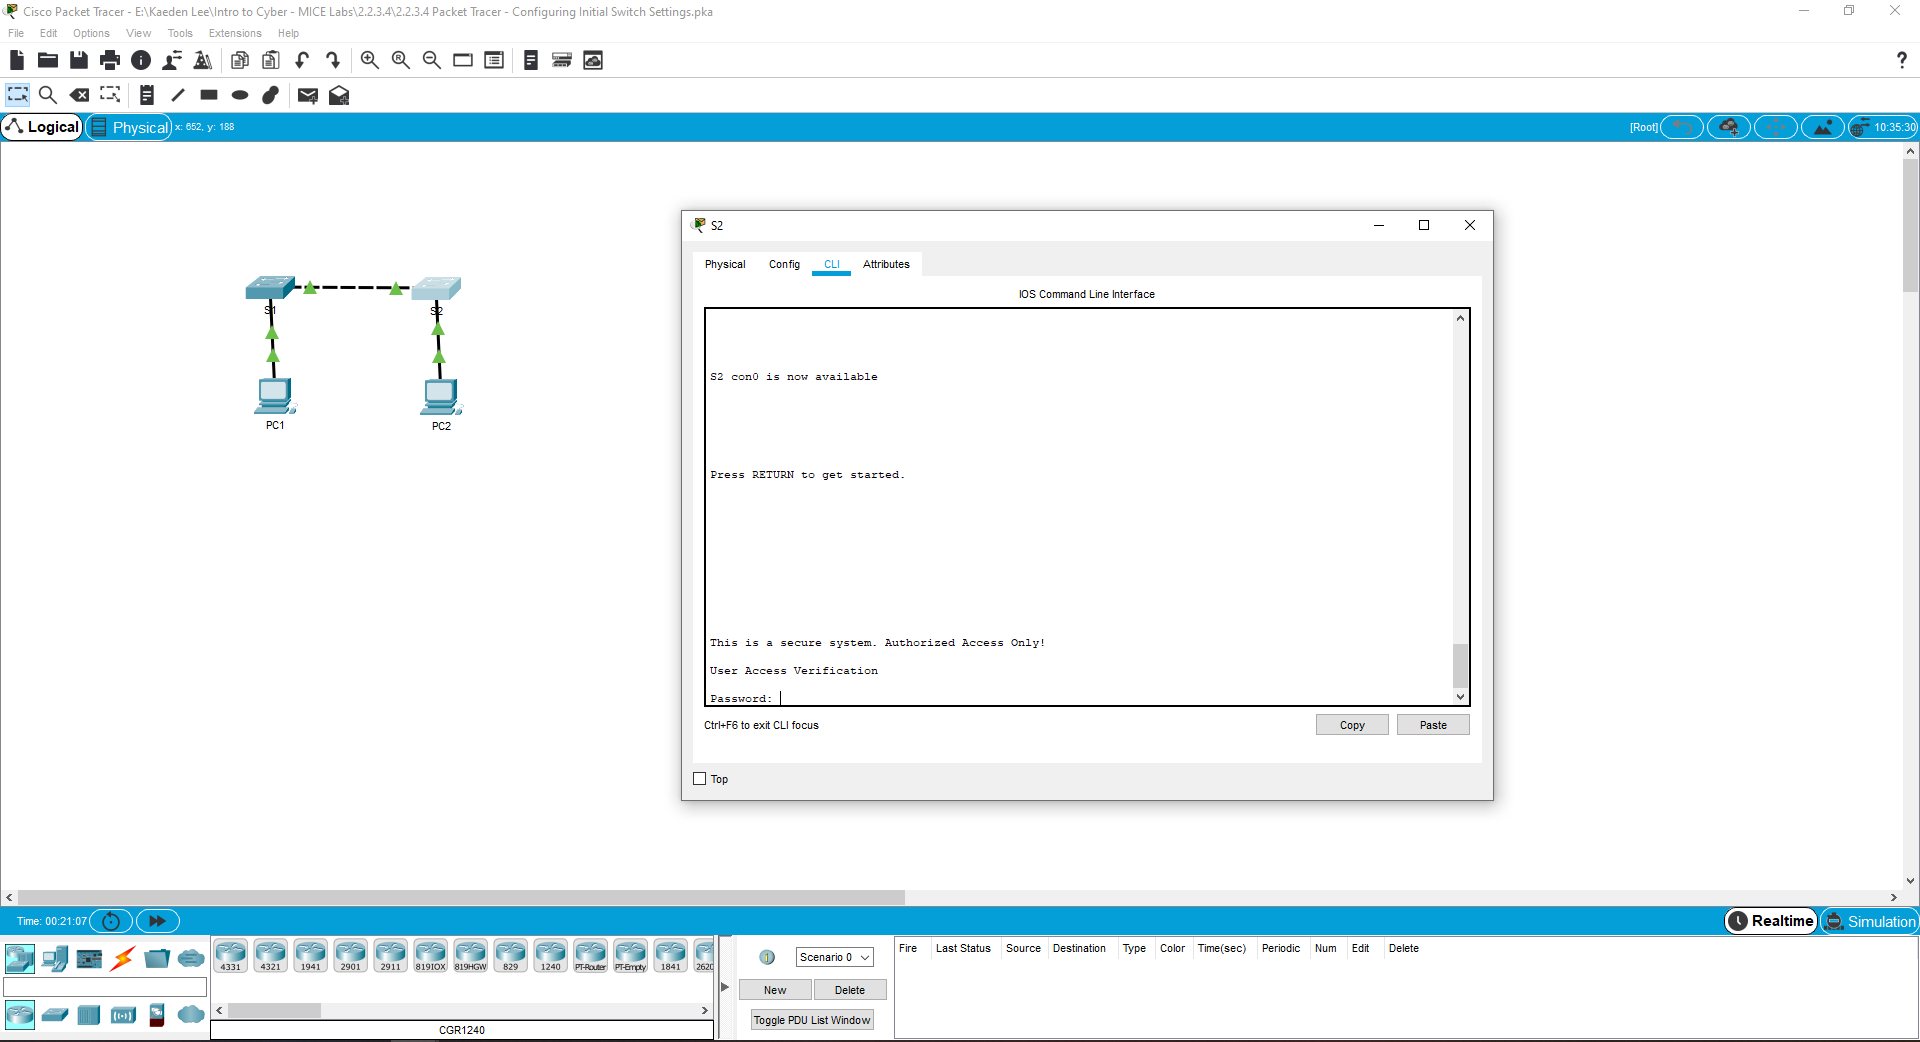 Cisco Packet Tracer - E:\Kaeden Lee\Intro to Cyber - MICE Labs\2.2.3.4\2.2.3.4 Packet Tracer - Configuring Initial Switch Settings.pka
File Edit Options View Tools Extensions Help
Logical Physical x: 652, y: 188 [Root] 10:35:30
S2
Physical Config CLI Attributes
IOS Command Line Interface
S2 con0 is now available
Press RETURN to get started.
This is a secure system. Authorized Access Only!
User Access Verification
Password:
Ctrl+F6 to exit CLI focus Copy Paste
Top
S1 S2
PC1 PC2
Time: 00:21:07 Realtime Simulation
4331 4321 1941 2901 2911 819IOX 819HGW 829 1240 PT-Router PT-Empty 1841 2620
CGR1240
Scenario 0
New Delete
Toggle PDU List Window
Fire Last Status Source Destination Type Color Time(sec) Periodic Num Edit Delete